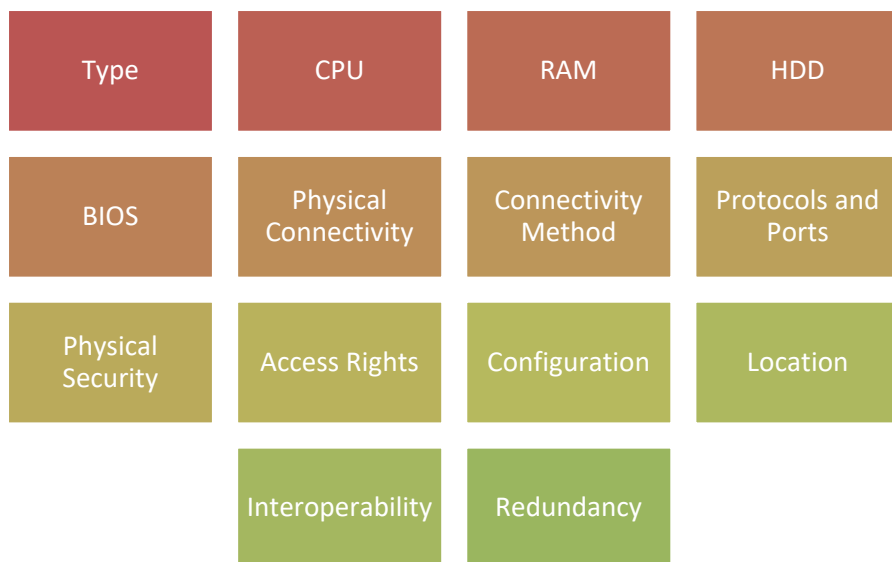 Type
CPU
RAM
HDD
BIOS
Physical
Connectivity
Connectivity
Method
Protocols and
Ports
Physical
Security
Access Rights
Configuration
Location
Interoperability
Redundancy